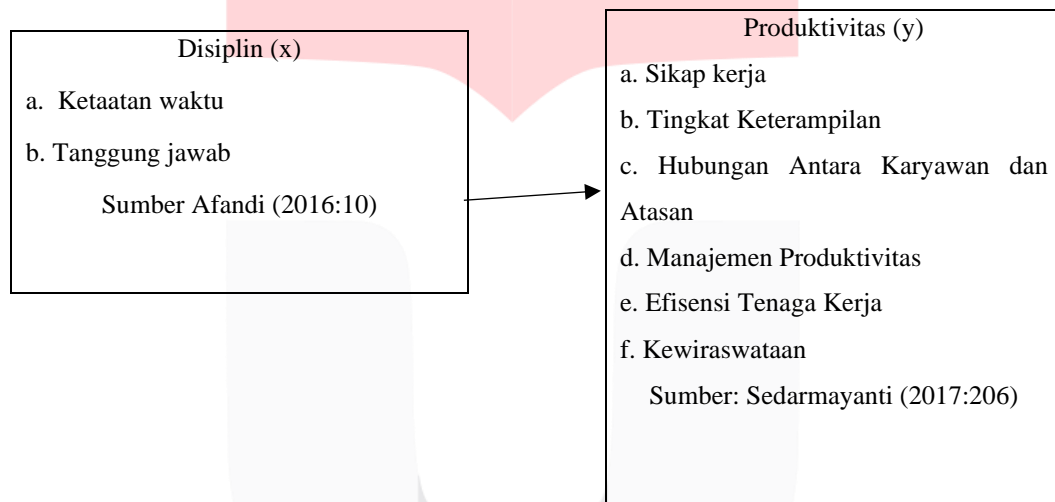 Disiplin (x)
a. Ketaatan waktu
b. Tanggung jawab
Sumber Afandi (2016:10)
Produktivitas (y)
a. Sikap kerja
b. Tingkat Keterampilan
c. Hubungan Antara Karyawan dan
Atasan
d. Manajemen Produktivitas
e. Efisensi Tenaga Kerja
f. Kewiraswataan
Sumber: Sedarmayanti (2017:206)